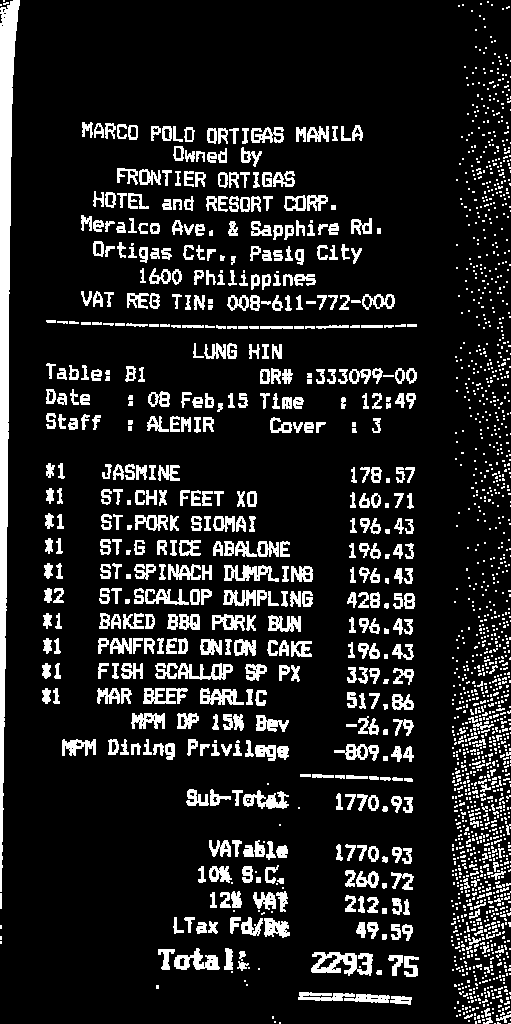 MARCO POLO ORTIGAS MANILA
Owned by
FRONTIER ORTIGAS
HOTEL and RESORT CORP.
Meralco Ave. & Sapphire Rd.
Ortigas Ctr., Pasig City
1600 Philippines
VAT REG TIN: 008-611-772-000
LUNG HIN
Table: B1 OR# :333099-00
Date : 08 Feb,15 Time : 12:49
Staff : ALEMIR Cover : 3
*1 JASMINE 178.57
*1 ST.CHX FEET XO 160.71
*1 ST.PORK SIOMAI 196.43
*1 ST.G RICE ABALONE 196.43
*1 ST.SPINACH DUMPLING 196.43
*2 ST.SCALLOP DUMPLING 428.58
*1 BAKED BBQ PORK BUN 196.43
*1 PANFRIED ONION CAKE 196.43
*1 FISH SCALLOP SP PX 339.29
*1 MAR BEEF GARLIC 517.86
MPM DP 15% Bev -26.79
MPM Dining Privilege -809.44
Sub-Total 1770.93
VATable 1770.93
10% S.C. 260.72
12% VAT 212.51
LTax Fd/Bv 49.59
Total: 2293.75